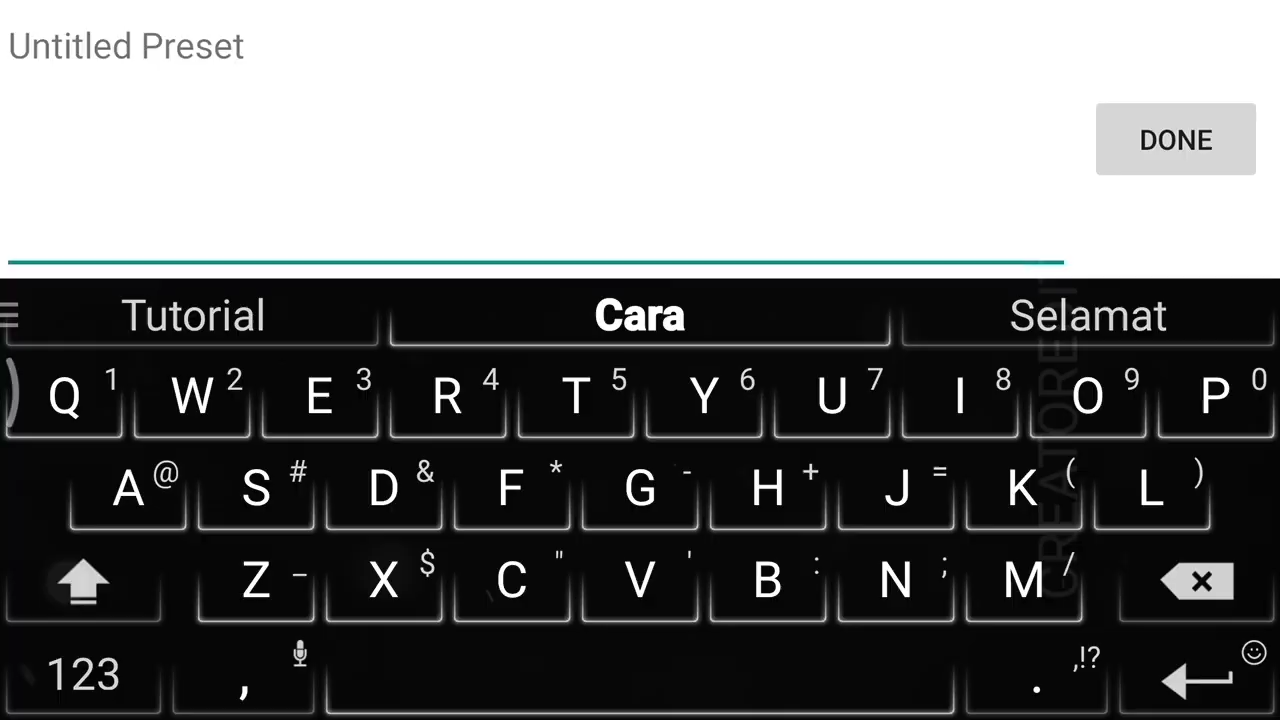 Untitled Preset
DONE
Tutorial Cara Selamat
Q 1 W 2 E 3 R 4 T 5 Y 6 U 7 I 8 O 9 P 0
A @ S # D & F * G - H + J = K ( L )
Z _ X $ C " V ' B : N ; M /
123 , . ,!?